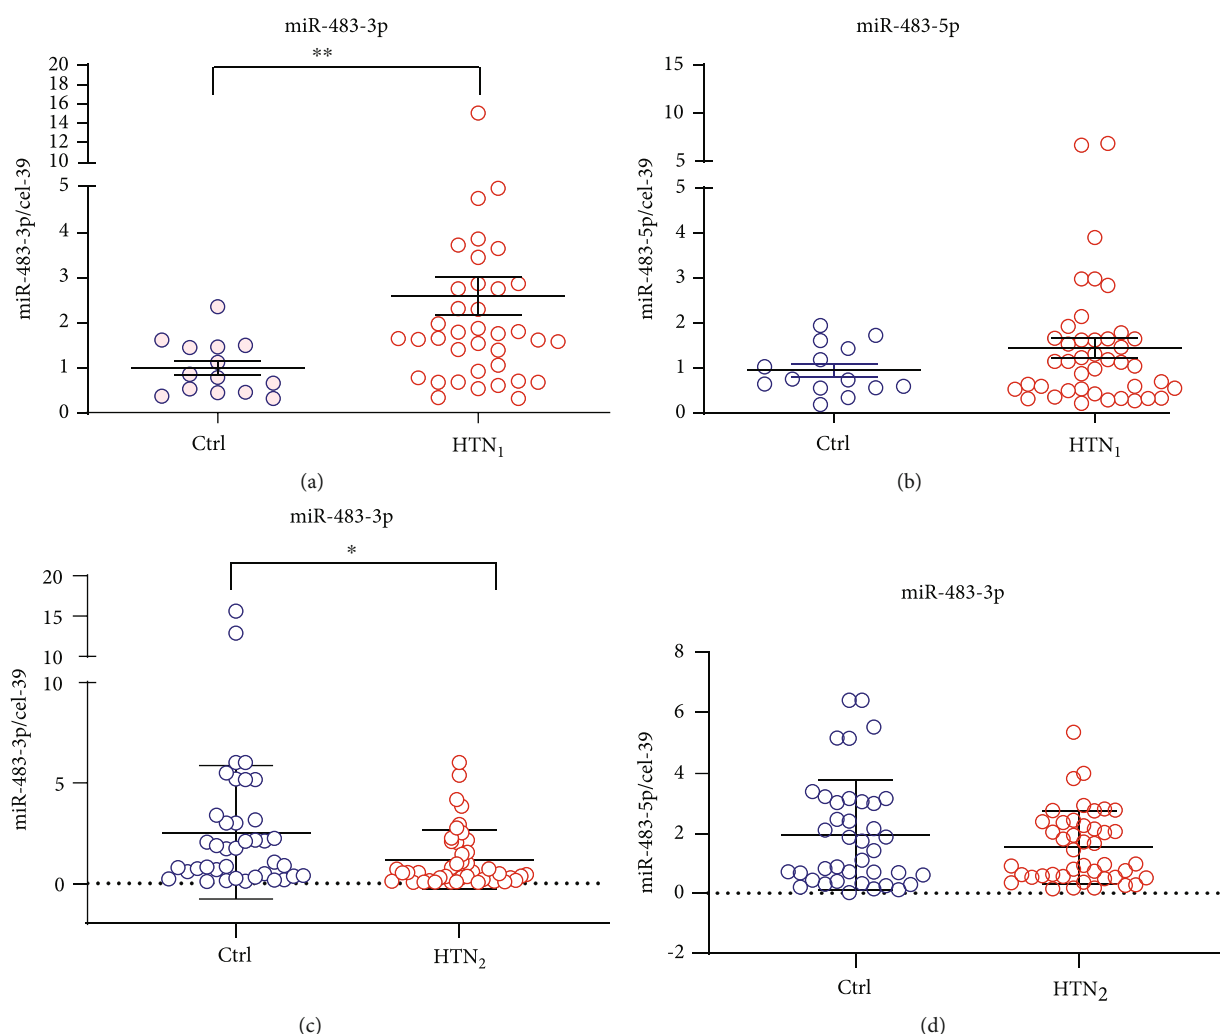 miR-483-3p
**
miR-483-3p/cel-39
20
18
16
14
12
10
5
4
3
2
1
0
Ctrl
HTN1
(a)
miR-483-5p
miR-483-5p/cel-39
15
10
5
5
4
3
2
1
0
Ctrl
HTN1
(b)
miR-483-3p
*
miR-483-3p/cel-39
20
15
10
10
5
0
Ctrl
HTN2
(c)
miR-483-3p
miR-483-5p/cel-39
8
6
4
2
0
-2
Ctrl
HTN2
(d)